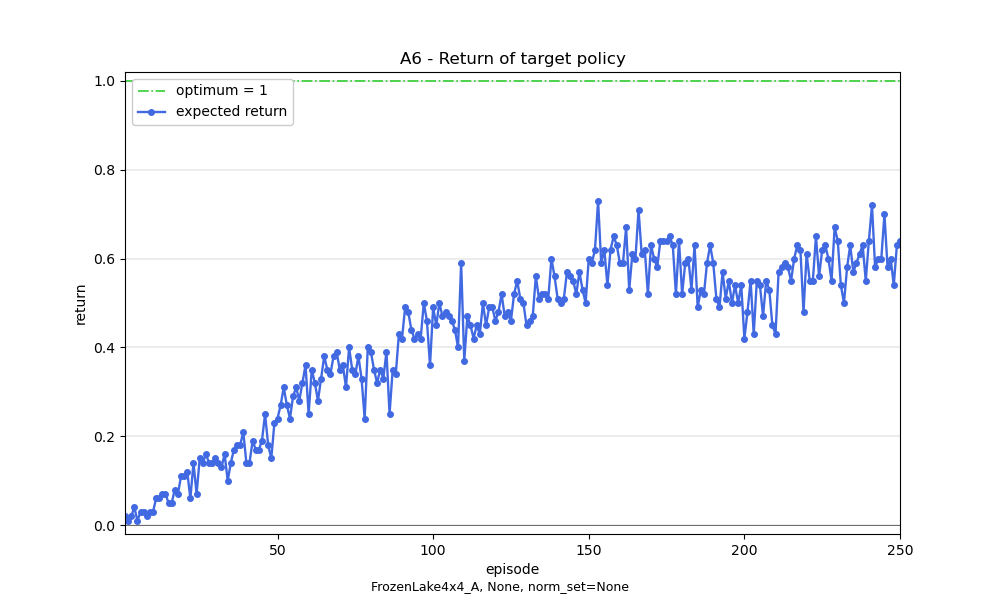 A6 - Return of target policy
optimum = 1
expected return
1.0
0.8
0.6
0.4
0.2
0.0
return
50
100
150
200
250
episode
FrozenLake4x4_A, None, norm_set=None